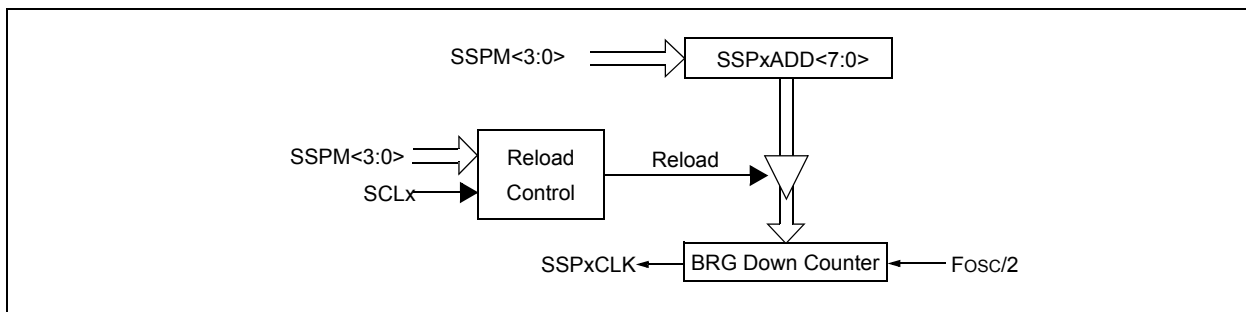 SSPM<3:0>
SSPxADD<7:0>
SSPM<3:0>
Reload
Control
Reload
SCLx
SSPxCLK
BRG Down Counter
FOSC/2